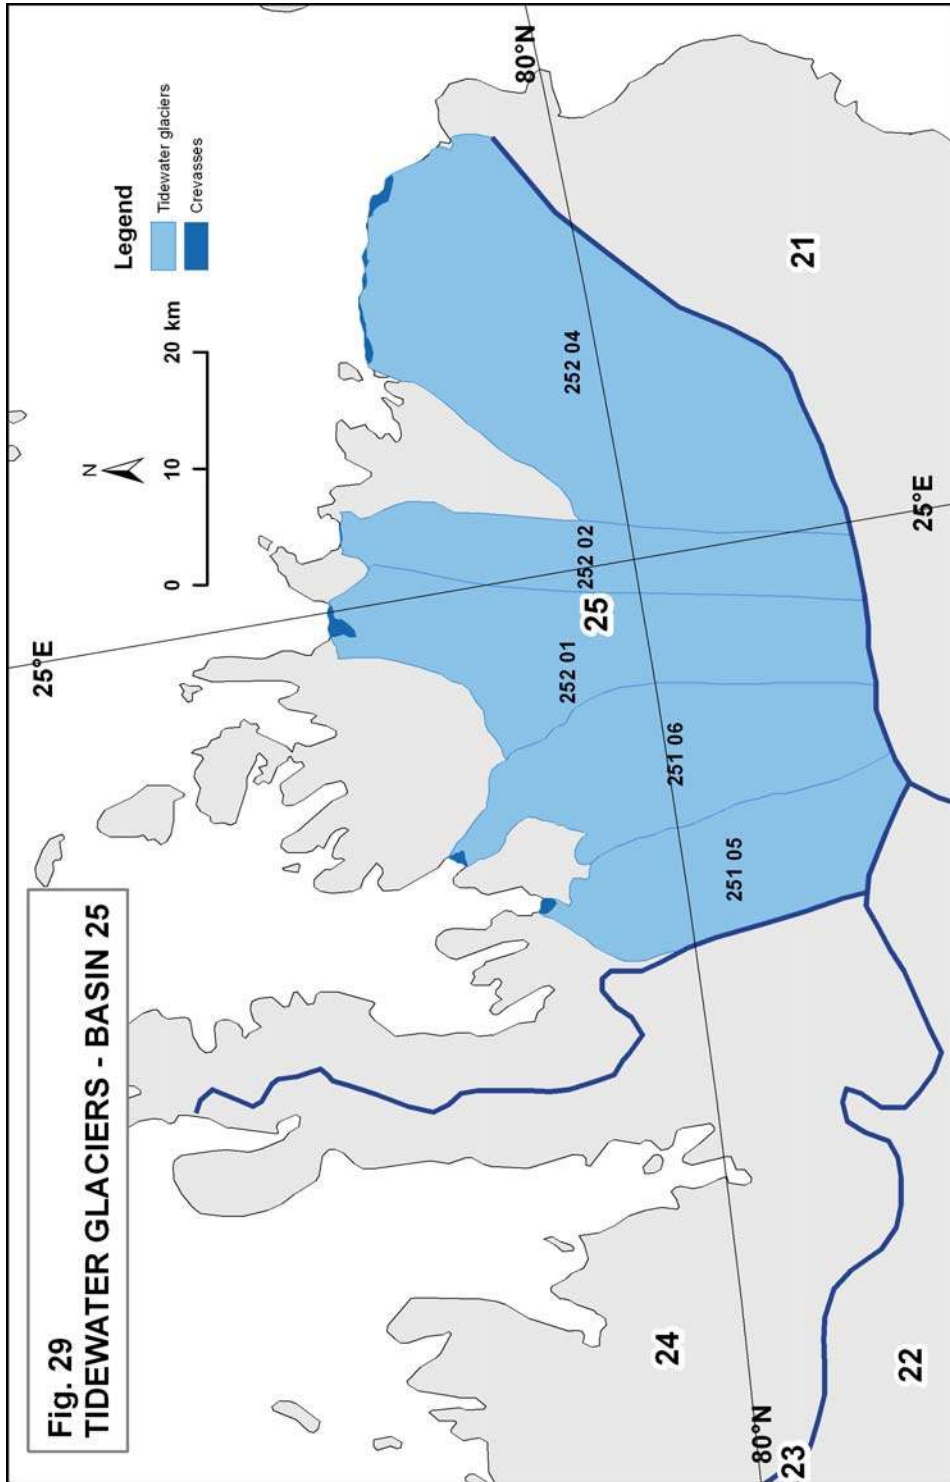 Fig. 29
TIDEWATER GLACIERS - BASIN 25
Legend
Tidewater glaciers
Crevasses
N
0 10 20 km
25°E
80°N
252 04
252 02
25
252 01
251 06
251 05
21
25°E
24
22
80°N
23